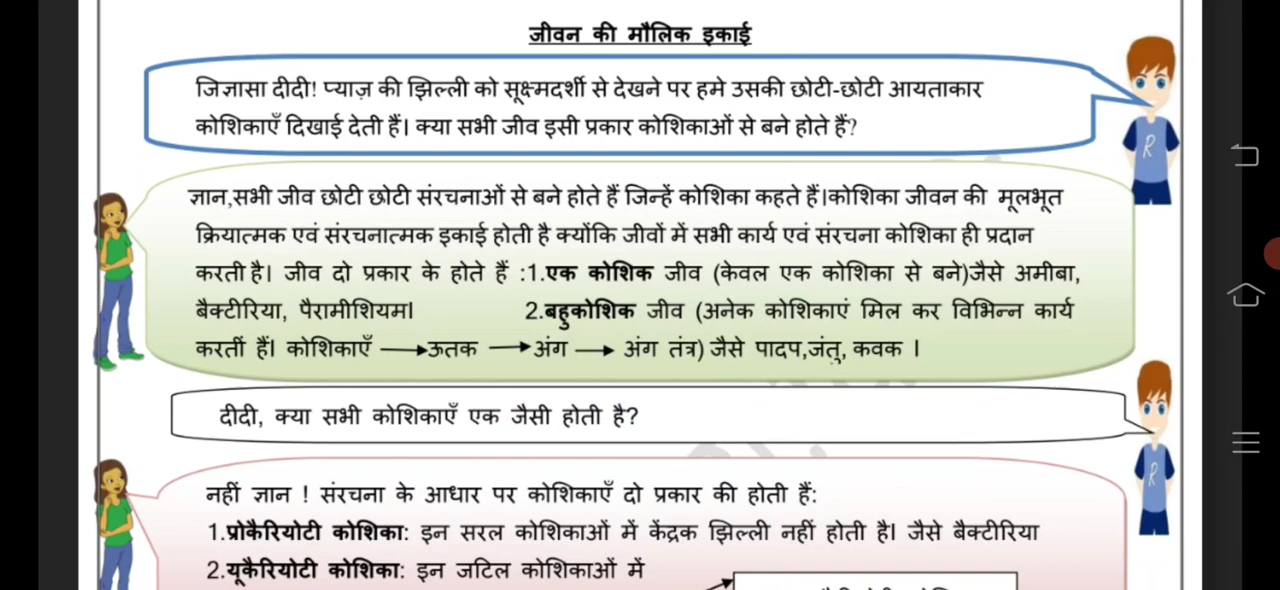 जीवन की मौलिक इकाई
जिज्ञासा दीदी! प्याज़ की झिल्ली को सूक्ष्मदर्शी से देखने पर हमे उसकी छोटी-छोटी आयताकार
कोशिकाएँ दिखाई देती हैं। क्या सभी जीव इसी प्रकार कोशिकाओं से बने होते हैं?
R
ज्ञान,सभी जीव छोटी छोटी संरचनाओं से बने होते हैं जिन्हें कोशिका कहते हैं।कोशिका जीवन की मूलभूत
क्रियात्मक एवं संरचनात्मक इकाई होती है क्योंकि जीवों में सभी कार्य एवं संरचना कोशिका ही प्रदान
करती है। जीव दो प्रकार के होते हैं :1.एक कोशिक जीव (केवल एक कोशिका से बने)जैसे अमीबा,
बैक्टीरिया, पैरामीशियम। 2.बहुकोशिक जीव (अनेक कोशिकाएं मिल कर विभिन्न कार्य
करतीं हैं। कोशिकाएँ → ऊतक → अंग → अंग तंत्र) जैसे पादप,जंतु, कवक ।
दीदी, क्या सभी कोशिकाएँ एक जैसी होती है?
R
नहीं ज्ञान ! संरचना के आधार पर कोशिकाएँ दो प्रकार की होती हैं:
1.प्रोकैरियोटी कोशिका: इन सरल कोशिकाओं में केंद्रक झिल्ली नहीं होती है। जैसे बैक्टीरिया
2.यूकैरियोटी कोशिका: इन जटिल कोशिकाओं में